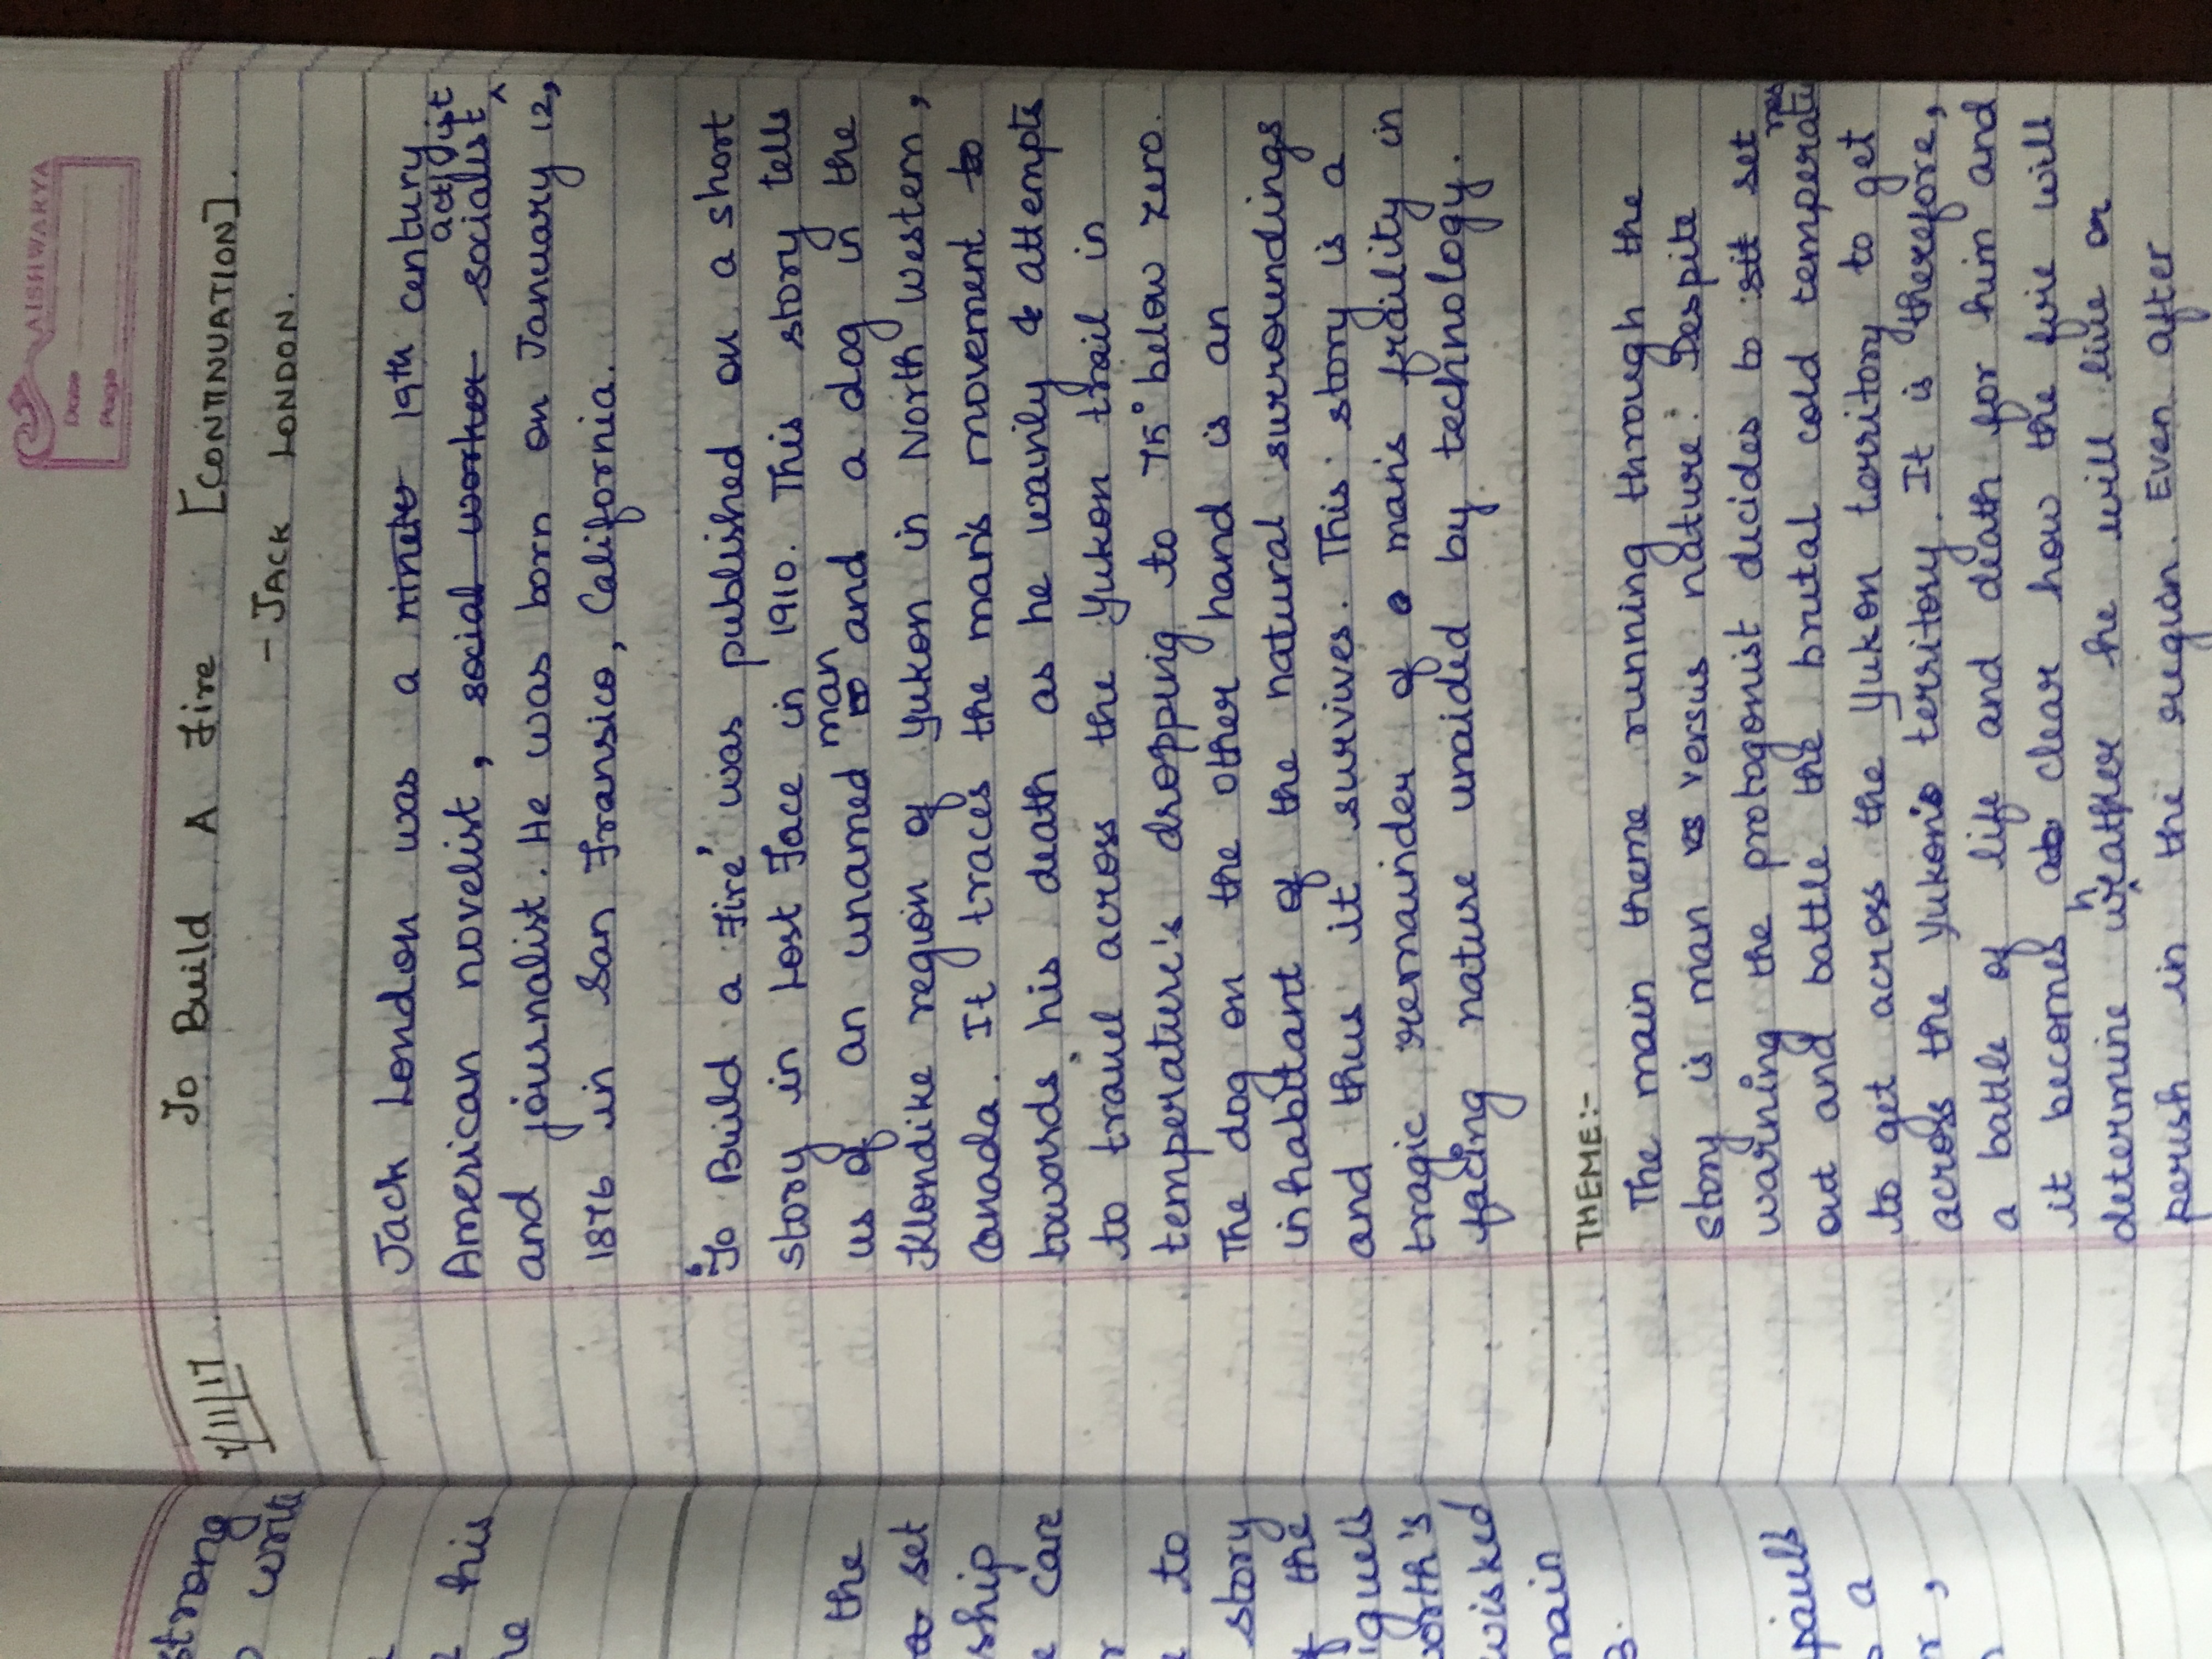 AISHWARYA
Date
Page
7/11/17
To Build A Fire [CONTINUATION].
- JACK LONDON.
Jack London was a 19th century
American novelist, social worker socialist activist
and journalist. He was born on January 12,
1876 in San Fransico, California.
'To Build a Fire' was published on a short
story in Lost Face in 1910. This story tells
us of an unamed man and a dog in the
Klondike region of Yukon in North Western,
Canada. It traces the man's movement to
towards his death as he vainly attempts
to travel across the Yukon trail in
temperature's dropping to 75° below zero.
The dog on the other hand is an
inhabitant of the natural surroundings
and thus it survives. This story is a
tragic remainder of man's fraility in
facing nature unaided by technology.
THEME:-
The main theme running through the
story is man vs versus nature. Despite
warning the protogonist decides to sit set
out and battle the brutal cold temperatures
to get across the Yukon territory to get
across the Yukon's territory. It is therefore,
a battle of life and death for him and
it becomes clear how the fire will
determine wheather he will live or
perish in the region. Even after
strong
write
his
the
set
ship
care
to
story
the
wisked
a